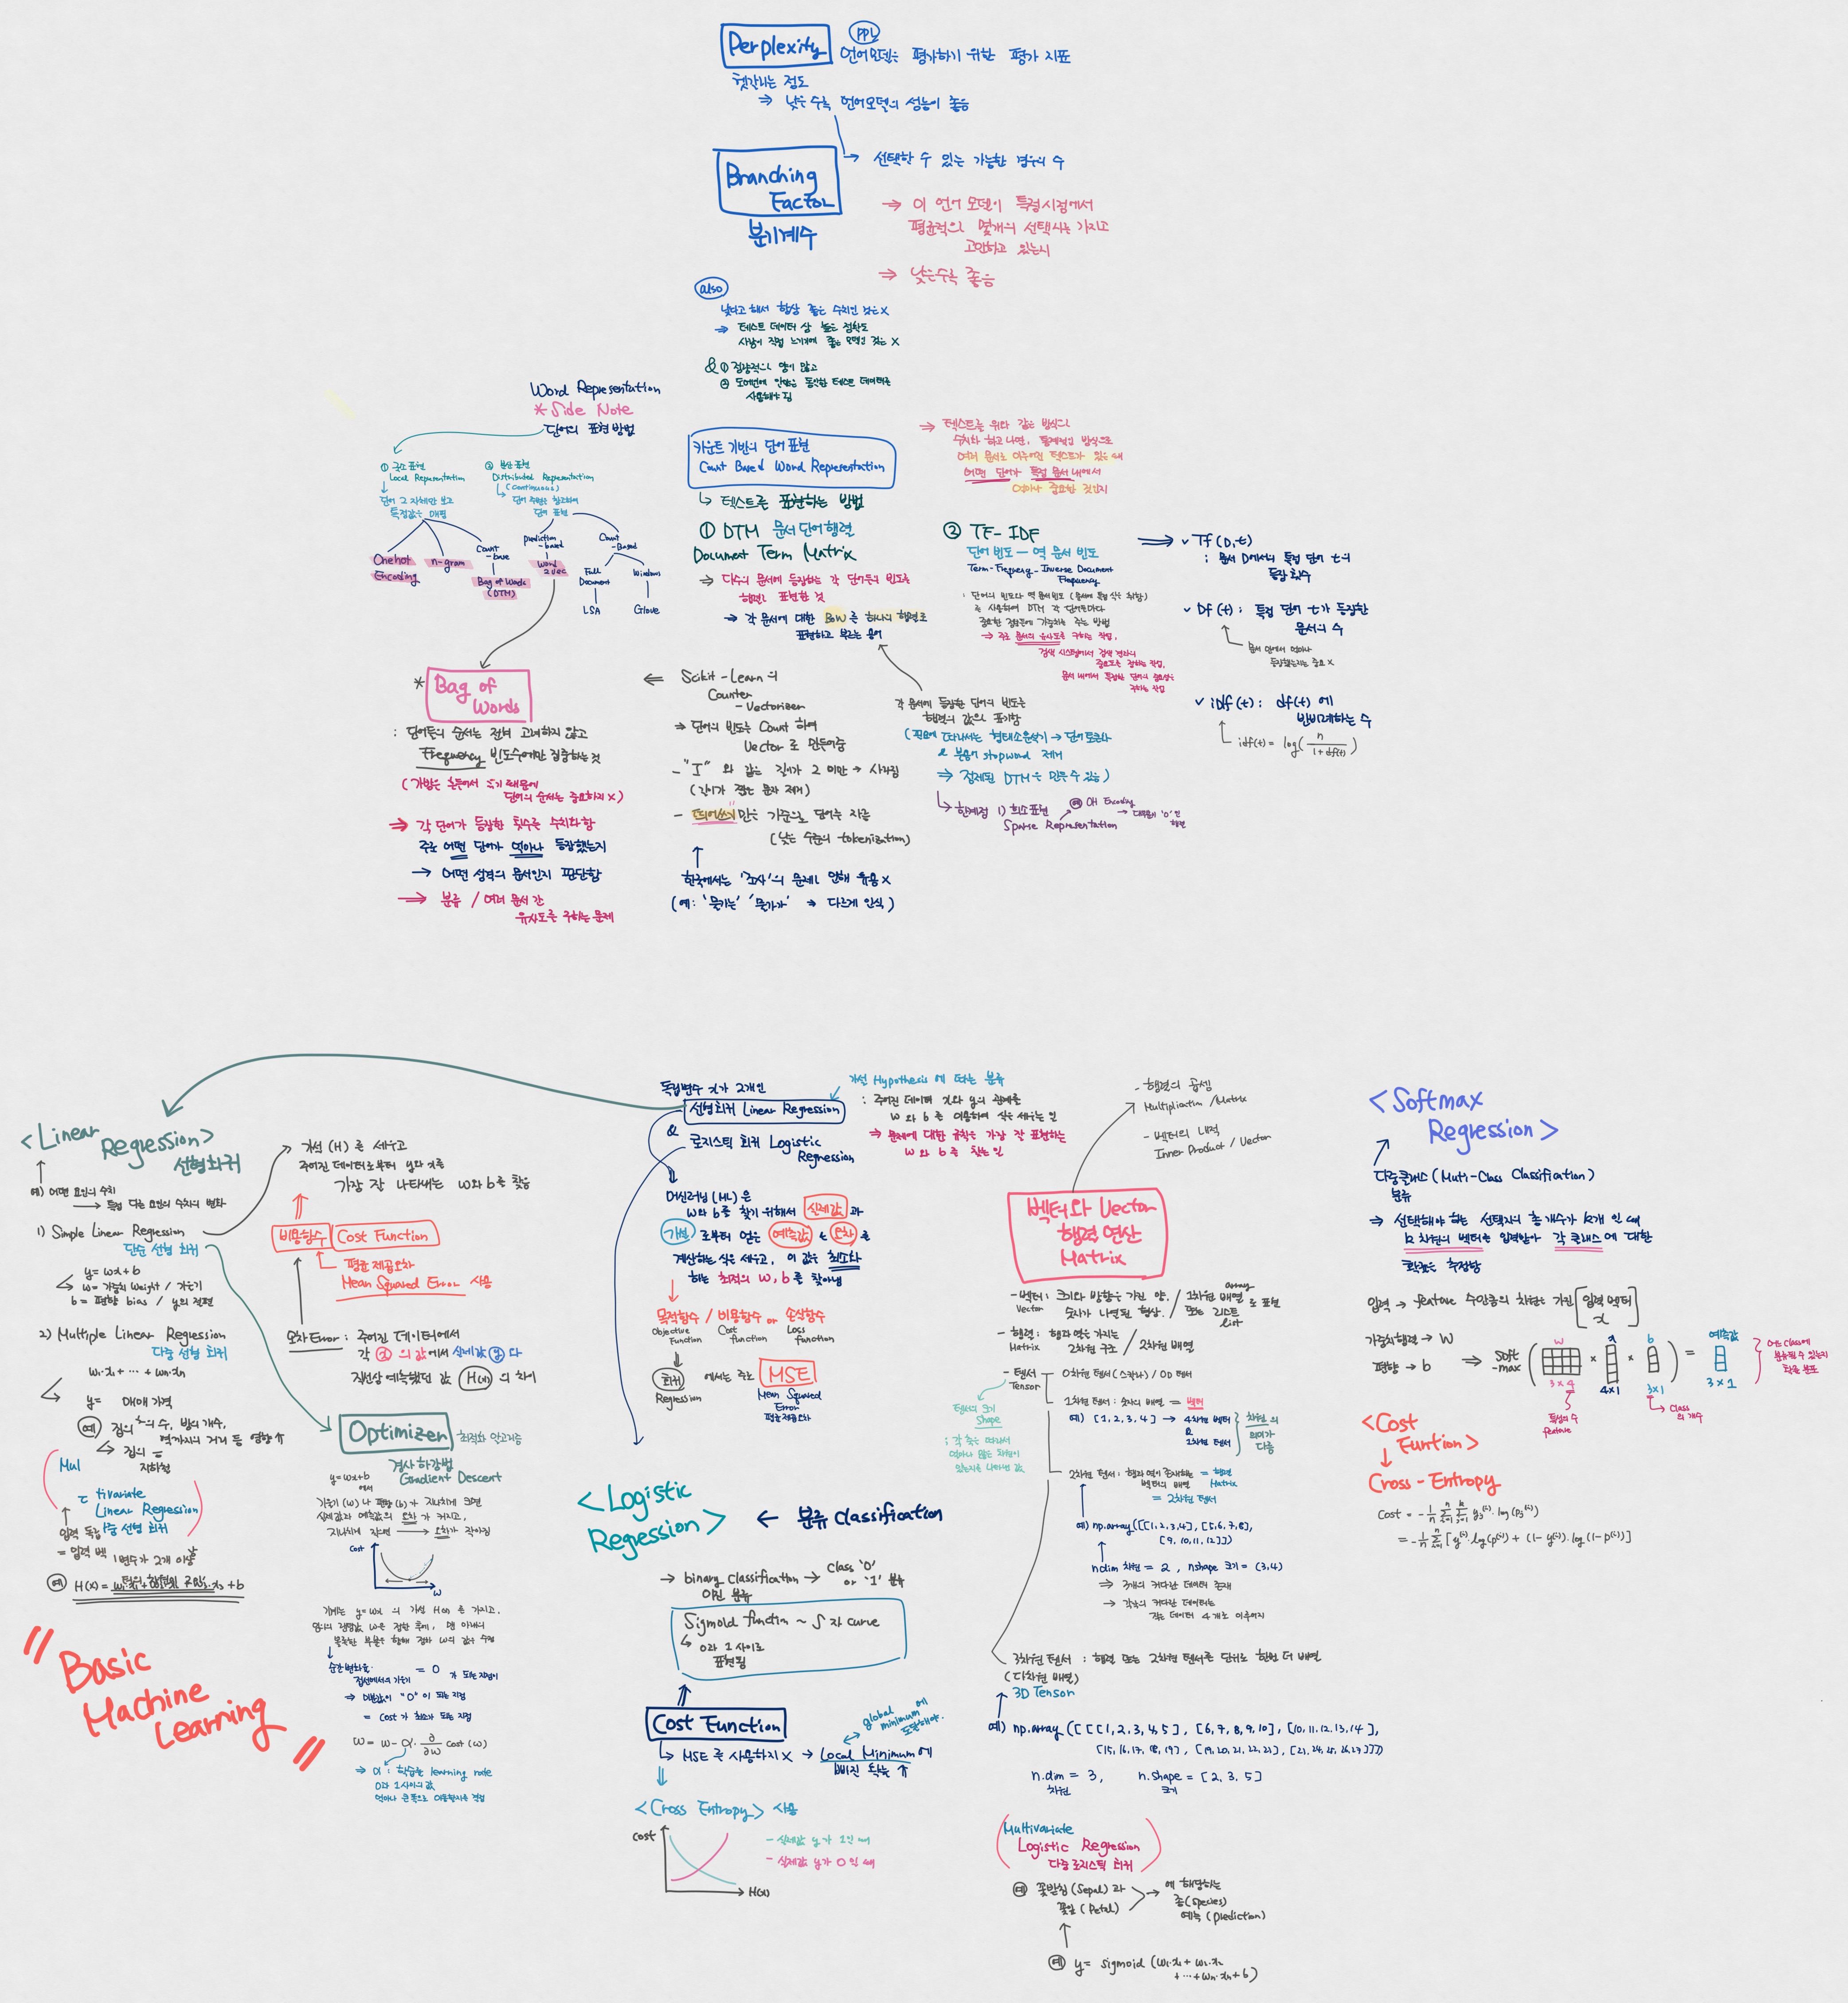 Perplexity
PPL
언어모델을 평가하기 위한 평가 지표
헷갈리는 정도
⇒ 낮을수록 언어모델의 성능이 좋음
Branching
Factor
분기계수
→ 선택할 수 있는 가능한 경우의 수
⇒ 이 언어 모델이 특정시점에서
평균적으로 몇개의 선택지를 가지고
고민하고 있는지
⇒ 낮을수록 좋음
also
낮다고 해서 항상 좋은 수치인 것은 X
⇒ 테스트 데이터 상 높은 정확도
사람이 직접 느끼기에 좋은 모델인 것은 X
& ① 정량적으로 양이 많고
② 도메인에 알맞은 동일한 테스트 데이터를
사용해야 됨
Word Representation
* Side Note
단어의 표현 방법
① 국소 표현
Local Representation
단어 그 자체만 보고
특정값을 매핑
② 분산 표현
Distributed Representation
(Continuous)
단어 주변을 참고하여
단어 표현
One hot
Encoding
n-gram
Count
-base
Bag of Words
(DTM)
prediction
-based
Word
2 Vec
Count
-Based
Full
Document
LSA
Windows
Glove
카운트 기반의 단어 표현
Count Based Word Representation
↳ 텍스트를 표현하는 방법
① DTM 문서 단어 행렬
Document Term Matrix
⇒ 다수의 문서에 등장하는 각 단어들의 빈도를
행렬로 표현한 것
→ 각 문서에 대한 BoW를 하나의 행렬로
표현하고 부르는 용어
⇒ 텍스트를 위와 같은 방식으로
수치화 하고 나면, 통계적인 방식으로
여러 문서로 이루어진 텍스트가 있을 때
어떤 단어가 특정 문서 내에서
얼마나 중요한 것인지
② TF-IDF
단어 빈도 - 역 문서 빈도
Term-Freqency-Inverse Document
Frequency
: 단어의 빈도와 역 문서빈도 (문서에 특정 식을 취함)
를 사용하여 DTM 각 단어들마다
중요한 정도로 가중치를 주는 방법
→ 주로 문서의 유사도를 구하는 작업,
검색 시스템에서 검색 결과의
중요도를 정하는 작업,
문서 내에서 특정한 단어의 중요성을
구하는 작업
⇒ ✓ Tf(D,t)
: 문서 D에서의 특정 단어 t의
등장 횟수
✓ Df(t): 특정 단어 t가 등장한
문서의 수
문서 안에서 얼마나
등장했는지는 중요 X
✓ iDf(t): df(t) 에
반비례하는 수
idf(t) = log(n / 1+df(t))
* Bag of
Words
: 단어들의 순서는 전혀 고려하지 않고
Frequency 빈도수에만 집중하는 것
(가방을 흔들어서 섞기 때문에
단어의 순서는 중요하지 X)
⇒ 각 단어가 등장한 횟수를 수치화함
주로 어떤 단어가 얼마나 등장했는지
→ 어떤 성격의 문서인지 판단함
⇒ 분류 / 여러 문서 간
유사도를 구하는 문제
⇐ Scikit-Learn의
Counter
-Vectorizer
⇒ 단어의 빈도를 Count 하여
Vector로 만들어줌
- "I" 와 같은 길이가 2 미만 → 사라짐
(길이가 짧은 문자 제거)
- 띄어쓰기만을 기준으로 단어를 자름
(낮은 수준의 tokenization)
한국에서는 '조사'의 문제로 인해 유용 X
(예: '물기는' '물가가' → 다르게 인식)
각 문서에 등장한 단어의 빈도를
행렬의 값으로 표기함
(필요에 따라서는 형태소 분석기 → 단어 토큰화
& 불용어 stopword 제거
⇒ 정제된 DTM을 만들 수 있음)
↳ 한계점 1) 희소 표현
Sparse Representation
예 OH Encoding
→ 대부분 '0'인
행렬
<Linear
Regression>
선형회귀
예) 어떤 요인의 수치
→ 특정 다른 요인의 수치의 변화
1) Simple Linear Regression
단순 선형 회귀
y = wx+b
w = 가중치 Weight / 기울기
b = 편향 bias / y의 절편
2) Multiple Linear Regression
다중 선형 회귀
w₁x₁ + ⋯ + wₙxₙ
y = 매매 가격
예 집의 층의 수, 방의 개수,
역까지의 거리 등 영향 ↑
Mul
tivariate
Linear Regression
다중 선형 회귀
예 H(x) = w₁x₁ + w₂x₂ w₃x₃ + b
가설 (H) 를 세우고
주어진 데이터로부터 y와 x를
가장 잘 나타내는 w와 b를 찾음
비용함수 Cost Function
평균 제곱오차
Mean Squared Error 사용
오차 Error : 주어진 데이터에서
각 x 의 값에서 실제값 y 과
직선상 예측했던 값 H(x) 의 차이
Optimizer 최적화 알고리즘
경사 하강법
Gradient Descent
y=wx+b
에서
기울기 (w) 나 편향 (b) 가 지나치게 크면
실제값과 예측값의 오차가 커지고,
지나치게 작면 → 오차가 작아짐
cost
w
기계는 y=wx 의 가설 H(x) 를 가지고,
임의의 점정값 w를 정한 후에, 맨 아래의
볼록한 부분을 향해 점차 w의 값을 수정
순간변화율
접선에서의 기울기 = 0 가 되는 지점이
⇒ 미분값이 "0"이 되는 지점
= Cost 가 최소가 되는 지점
w = w - α · ∂/∂w cost (w)
⇒ α : 학습률 learning rate
0과 1 사이의 값
얼마나 큰 폭으로 이동할지를 결정
" Basic
Machine
Learning "
독립변수 x가 2개인
선형회귀 Linear Regression
&
로지스틱 회귀 Logistic
Regression
가설 Hypothesis 에 따른 분류
: 주어진 데이터 x와 y의 관계를
w 와 b 를 이용하여 식을 세우는 일
⇒ 문제에 대한 규칙을 가장 잘 표현하는
w 와 b 를 찾는 일
머신러닝 (ML) 은
w와 b를 찾기 위해서 실제값 과
가설 로부터 얻은 예측값 의 오차 를
계산하는 식을 세우고, 이 값을 최소화
하는 최적의 w, b 를 찾아냄
목적함수 / 비용함수 or 손실함수
Objective
Function
Cost
function
Loss
function
회귀 에서는 주로 MSE
Regression
Mean Squared
Error
평균제곱오차
<Logistic
Regression> ← 분류 classification
→ binary classification → class '0'
or '1' 분류
이진 분류
Sigmoid function ~ S자 curve
↳ 0과 1 사이로
표현됨
Cost Function
↳ MSE 를 사용하지 X → Local Minimum에
빠진 확률 ↑
global
minimum에
도달해야.
<Cross Entropy> 사용
cost
H(x)
- 실제값 y가 1일 때
- 실제값 y가 0일 때
- 행렬의 곱셈
Multiplication / Matrix
- 벡터의 내적
Inner Product / Vector
벡터와 Vector
행렬 연산
Matrix
- 벡터 : 크기와 방향을 가진 양. / 1차원 배열 array 로 표현
Vector 숫자가 나열된 형상. 또는 리스트 list
- 행렬 : 행과 열을 가지는
Matrix 2차원 구조 / 2차원 배열
- 텐서
Tensor
0차원 텐서 (스칼라) / 0D 텐서
1차원 텐서 : 숫자의 배열 = 벡터
예) [1, 2, 3, 4] → 4차원 벡터
&
1차원 텐서
차원 의
의미가
다름
텐서의 크기
Shape
: 각 축을 따라서
얼마나 많은 차원이
있는지를 나타낸 값
2차원 텐서 : 행과 열이 존재하는 = 행렬
벡터의 배열 Matrix
= 2차원 텐서
예) np.array([[1,2,3,4], [5,6,7,8],
[9,10,11,12]])
ndim 차원 = 2 , nshape 크기 = (3,4)
⇒ 3개의 커다란 데이터 존재
→ 각각의 커다란 데이터는
작은 데이터 4개로 이루어짐
3차원 텐서 : 행렬 또는 2차원 텐서를 단위로 한번 더 배열
(다차원 배열)
3D Tensor
예) np.array ([[[1,2,3,4,5], [6,7,8,9,10], [10,11,12,13,14],
[15,16,17,18,19], [19,20,21,22,23], [21,24,25,26,27]]])
n.dim = 3, n.shape = [2, 3, 5]
차원 크기
Multivariate
Logistic Regression
다중 로지스틱 회귀
예 꽃받침 (Sepal) 과
꽃잎 (Petal)
→ 에 해당하는
종 (species)
예측 (prediction)
예 y = sigmoid (w₁x₁ + w₂x₂
+ ⋯ + wₙxₙ + b)
<Softmax
Regression>
다중클래스 (Muti-Class Classification)
분류
⇒ 선택해야 하는 선택지의 총 개수가 k개 일 때
k 차원의 벡터를 입력받아 각 클래스에 대한
확률을 추정함
입력 → feature 수만큼의 차원을 가진 [입력 벡터 x]
가중치행렬 → W
편향 → b
⇒ soft
-max
w
x
b
예측값
3 × 4
4×1
3×1
3×1
특성의 수
feature
class
의 개수
어느 class에
분류될 수 있는지
확률 분포
<Cost
Funtion>
Cross-Entropy
Cost = -1/n Σ Σ yⱼ⁽ⁱ⁾ · log (pⱼ⁽ⁱ⁾)
= -1/n Σ [y⁽ⁱ⁾ · log(p⁽ⁱ⁾) + (1- y⁽ⁱ⁾) · log (1- p⁽ⁱ⁾)]